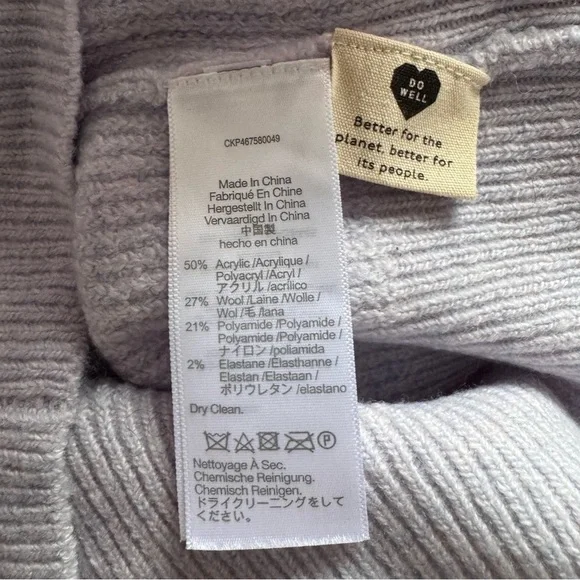 CKP467580049
Made In China
Fabriqué En Chine
Hergestellt In China
Vervaardigd In China
中国製
hecho en china
50% Acrylic /Acrylique /
Polyacryl /Acryl /
アクリル /acrilico
27% Wool /Laine /Wolle /
Wol /毛 /lana
21% Polyamide /Polyamide /
Polyamide /Polyamide /
ナイロン /poliamida
2% Elastane /Elasthanne /
Elastan /Elastaan /
ポリウレタン /elastano
Dry Clean.
P
Nettoyage À Sec.
Chemische Reinigung.
Chemisch Reinigen.
ドライクリーニングをして
ください。
DO
WELL
Better for the
planet, better for
its people.